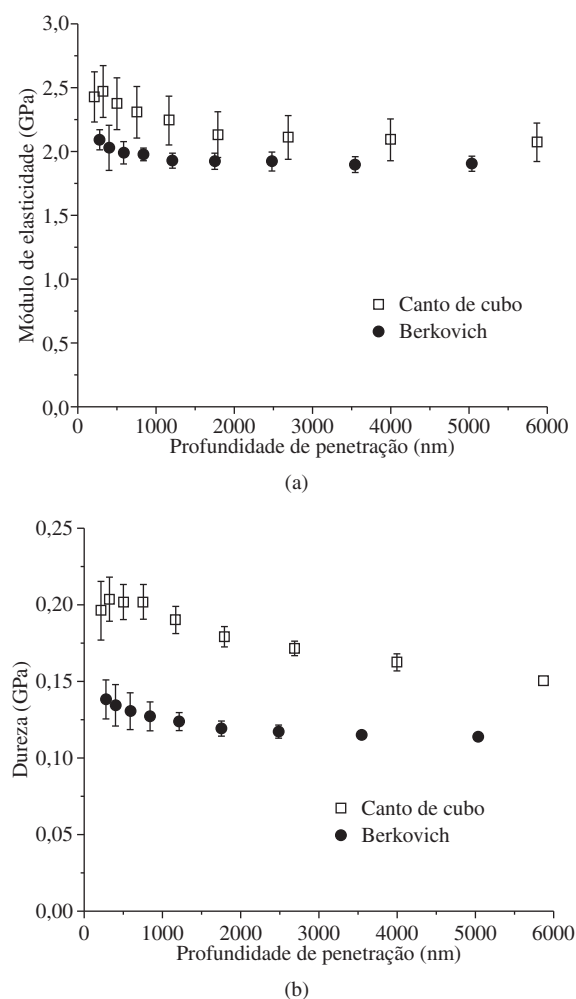 3,0
2,5
2,0
1,5
1,0
0,5
0,0
Módulo de elasticidade (GPa)
Canto de cubo
Berkovich
0 1000 2000 3000 4000 5000 6000
Profundidade de penetração (nm)
(a)
0,25
0,20
0,15
0,10
0,05
0,00
Dureza (GPa)
Canto de cubo
Berkovich
0 1000 2000 3000 4000 5000 6000
Profundidade de penetração (nm)
(b)